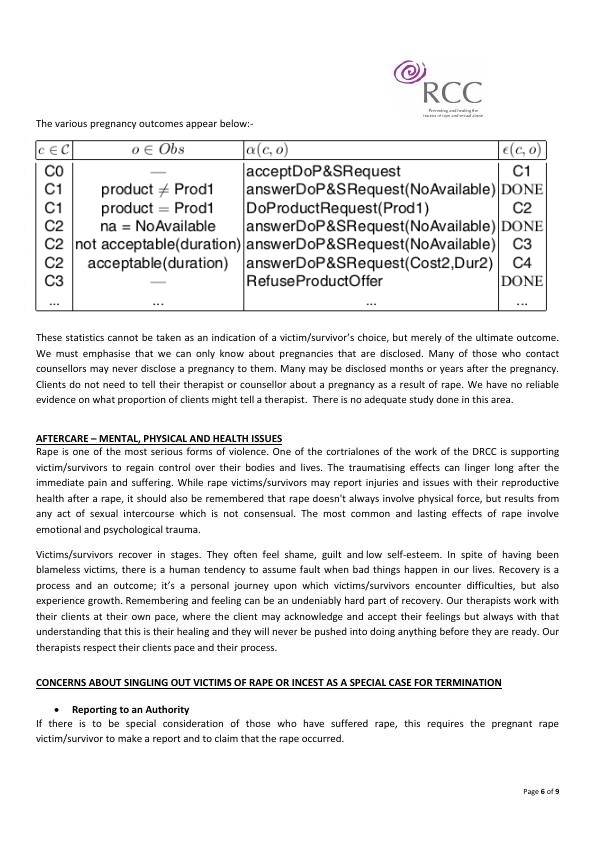 RCC
Preventing and healing the
trauma of rape and sexual abuse
The various pregnancy outcomes appear below:-
c ∈ C o ∈ Obs α(c, o) ϵ(c, o)
C0 — acceptDoP&SRequest C1
C1 product ≠ Prod1 answerDoP&SRequest(NoAvailable) DONE
C1 product = Prod1 DoProductRequest(Prod1) C2
C2 na = NoAvailable answerDoP&SRequest(NoAvailable) DONE
C2 not acceptable(duration) answerDoP&SRequest(NoAvailable) C3
C2 acceptable(duration) answerDoP&SRequest(Cost2,Dur2) C4
C3 — RefuseProductOffer DONE
... ... ... ...
These statistics cannot be taken as an indication of a victim/survivor's choice, but merely of the ultimate outcome.
We must emphasise that we can only know about pregnancies that are disclosed. Many of those who contact
counsellors may never disclose a pregnancy to them. Many may be disclosed months or years after the pregnancy.
Clients do not need to tell their therapist or counsellor about a pregnancy as a result of rape. We have no reliable
evidence on what proportion of clients might tell a therapist. There is no adequate study done in this area.
AFTERCARE – MENTAL, PHYSICAL AND HEALTH ISSUES
Rape is one of the most serious forms of violence. One of the cortrialones of the work of the DRCC is supporting
victim/survivors to regain control over their bodies and lives. The traumatising effects can linger long after the
immediate pain and suffering. While rape victims/survivors may report injuries and issues with their reproductive
health after a rape, it should also be remembered that rape doesn't always involve physical force, but results from
any act of sexual intercourse which is not consensual. The most common and lasting effects of rape involve
emotional and psychological trauma.
Victims/survivors recover in stages. They often feel shame, guilt and low self-esteem. In spite of having been
blameless victims, there is a human tendency to assume fault when bad things happen in our lives. Recovery is a
process and an outcome; it's a personal journey upon which victims/survivors encounter difficulties, but also
experience growth. Remembering and feeling can be an undeniably hard part of recovery. Our therapists work with
their clients at their own pace, where the client may acknowledge and accept their feelings but always with that
understanding that this is their healing and they will never be pushed into doing anything before they are ready. Our
therapists respect their clients pace and their process.
CONCERNS ABOUT SINGLING OUT VICTIMS OF RAPE OR INCEST AS A SPECIAL CASE FOR TERMINATION
• Reporting to an Authority
If there is to be special consideration of those who have suffered rape, this requires the pregnant rape
victim/survivor to make a report and to claim that the rape occurred.
Page 6 of 9